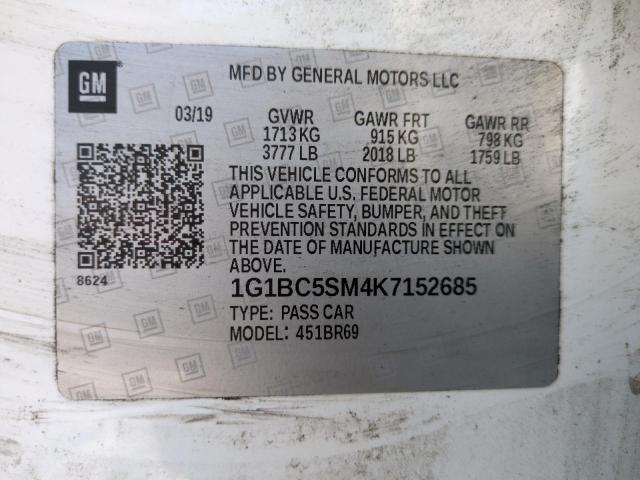 GM
MFD BY GENERAL MOTORS LLC
03/19 GVWR GAWR FRT GAWR RR
1713 KG 915 KG 798 KG
3777 LB 2018 LB 1759 LB
THIS VEHICLE CONFORMS TO ALL
APPLICABLE U.S. FEDERAL MOTOR
VEHICLE SAFETY, BUMPER, AND THEFT
PREVENTION STANDARDS IN EFFECT ON
THE DATE OF MANUFACTURE SHOWN
ABOVE.
8624
1G1BC5SM4K7152685
TYPE: PASS CAR
MODEL: 451BR69